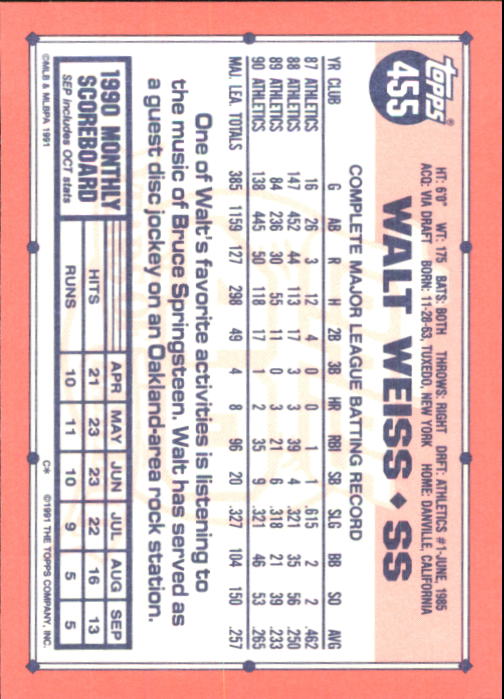 topps®
455
HT: 6'0" WT: 175 BATS: BOTH THROWS: RIGHT DRFT: ATHLETICS #1-JUNE, 1985
ACQ: VIA DRAFT BORN: 11-28-63, TUXEDO, NEW YORK HOME: DANVILLE, CALIFORNIA
WALT WEISS ♦ SS
COMPLETE MAJOR LEAGUE BATTING RECORD
YR CLUB G AB R H 2B 3B HR RBI SB SLG BB SO AVG
87 ATHLETICS 16 26 3 12 4 0 0 1 1 .615 2 2 .462
88 ATHLETICS 147 452 44 113 17 3 3 39 4 .321 35 56 .250
89 ATHLETICS 84 236 30 55 11 0 3 21 6 .318 21 39 .233
90 ATHLETICS 138 445 50 118 17 1 2 35 9 .321 46 53 .265
MAJ. LEA. TOTALS 385 1159 127 298 49 4 8 96 20 .327 104 150 .257
One of Walt's favorite activities is listening to
the music of Bruce Springsteen. Walt has served as
a guest disc jockey on an Oakland-area rock station.
1990 MONTHLY
SCOREBOARD
SEP includes OCT stats
APR MAY JUN JUL AUG SEP
HITS 21 23 23 22 16 13
RUNS 10 11 10 9 5 5
©MLB & MLBPA 1991 C* ©1991 THE TOPPS COMPANY, INC.